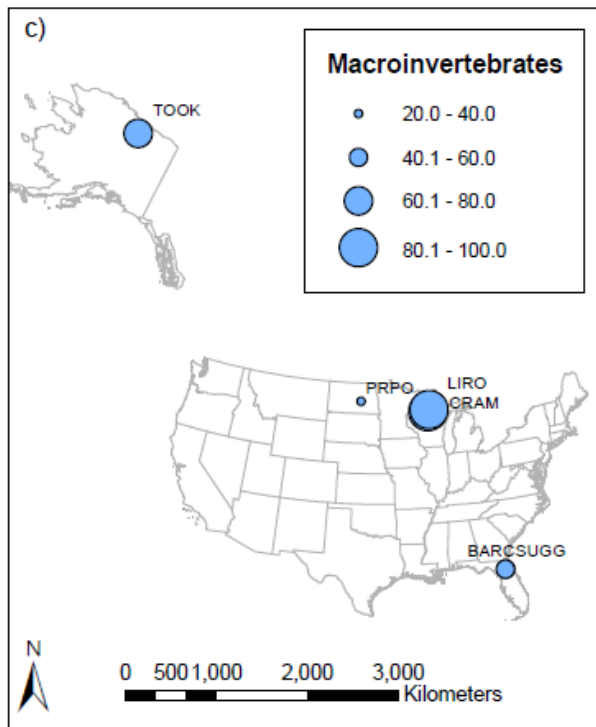 c)
Macroinvertebrates
20.0 - 40.0
40.1 - 60.0
60.1 - 80.0
80.1 - 100.0
TOOK
PRPO
LIRO
CRAM
BARCSUGG
N
0 500 1,000 2,000 3,000
Kilometers